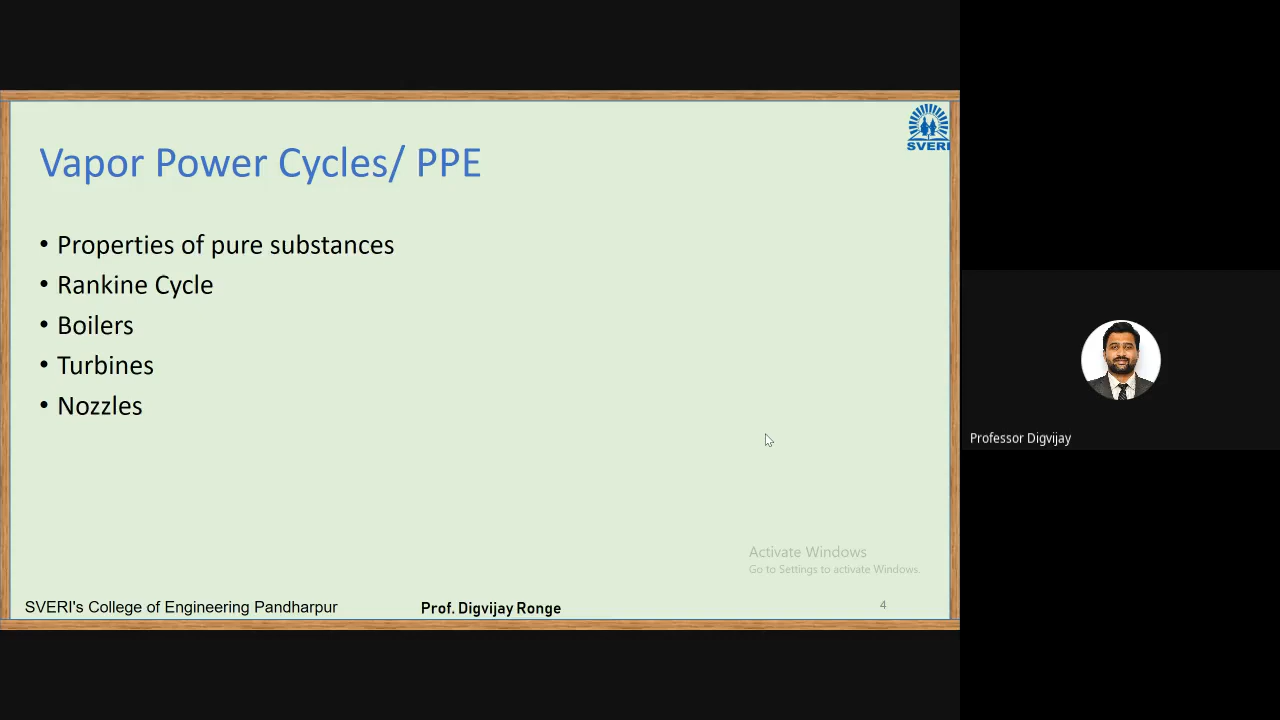 SVERI
Vapor Power Cycles/ PPE
• Properties of pure substances
• Rankine Cycle
• Boilers
• Turbines
• Nozzles
Professor Digvijay
Activate Windows
Go to Settings to activate Windows.
SVERI's College of Engineering Pandharpur
Prof. Digvijay Ronge
4